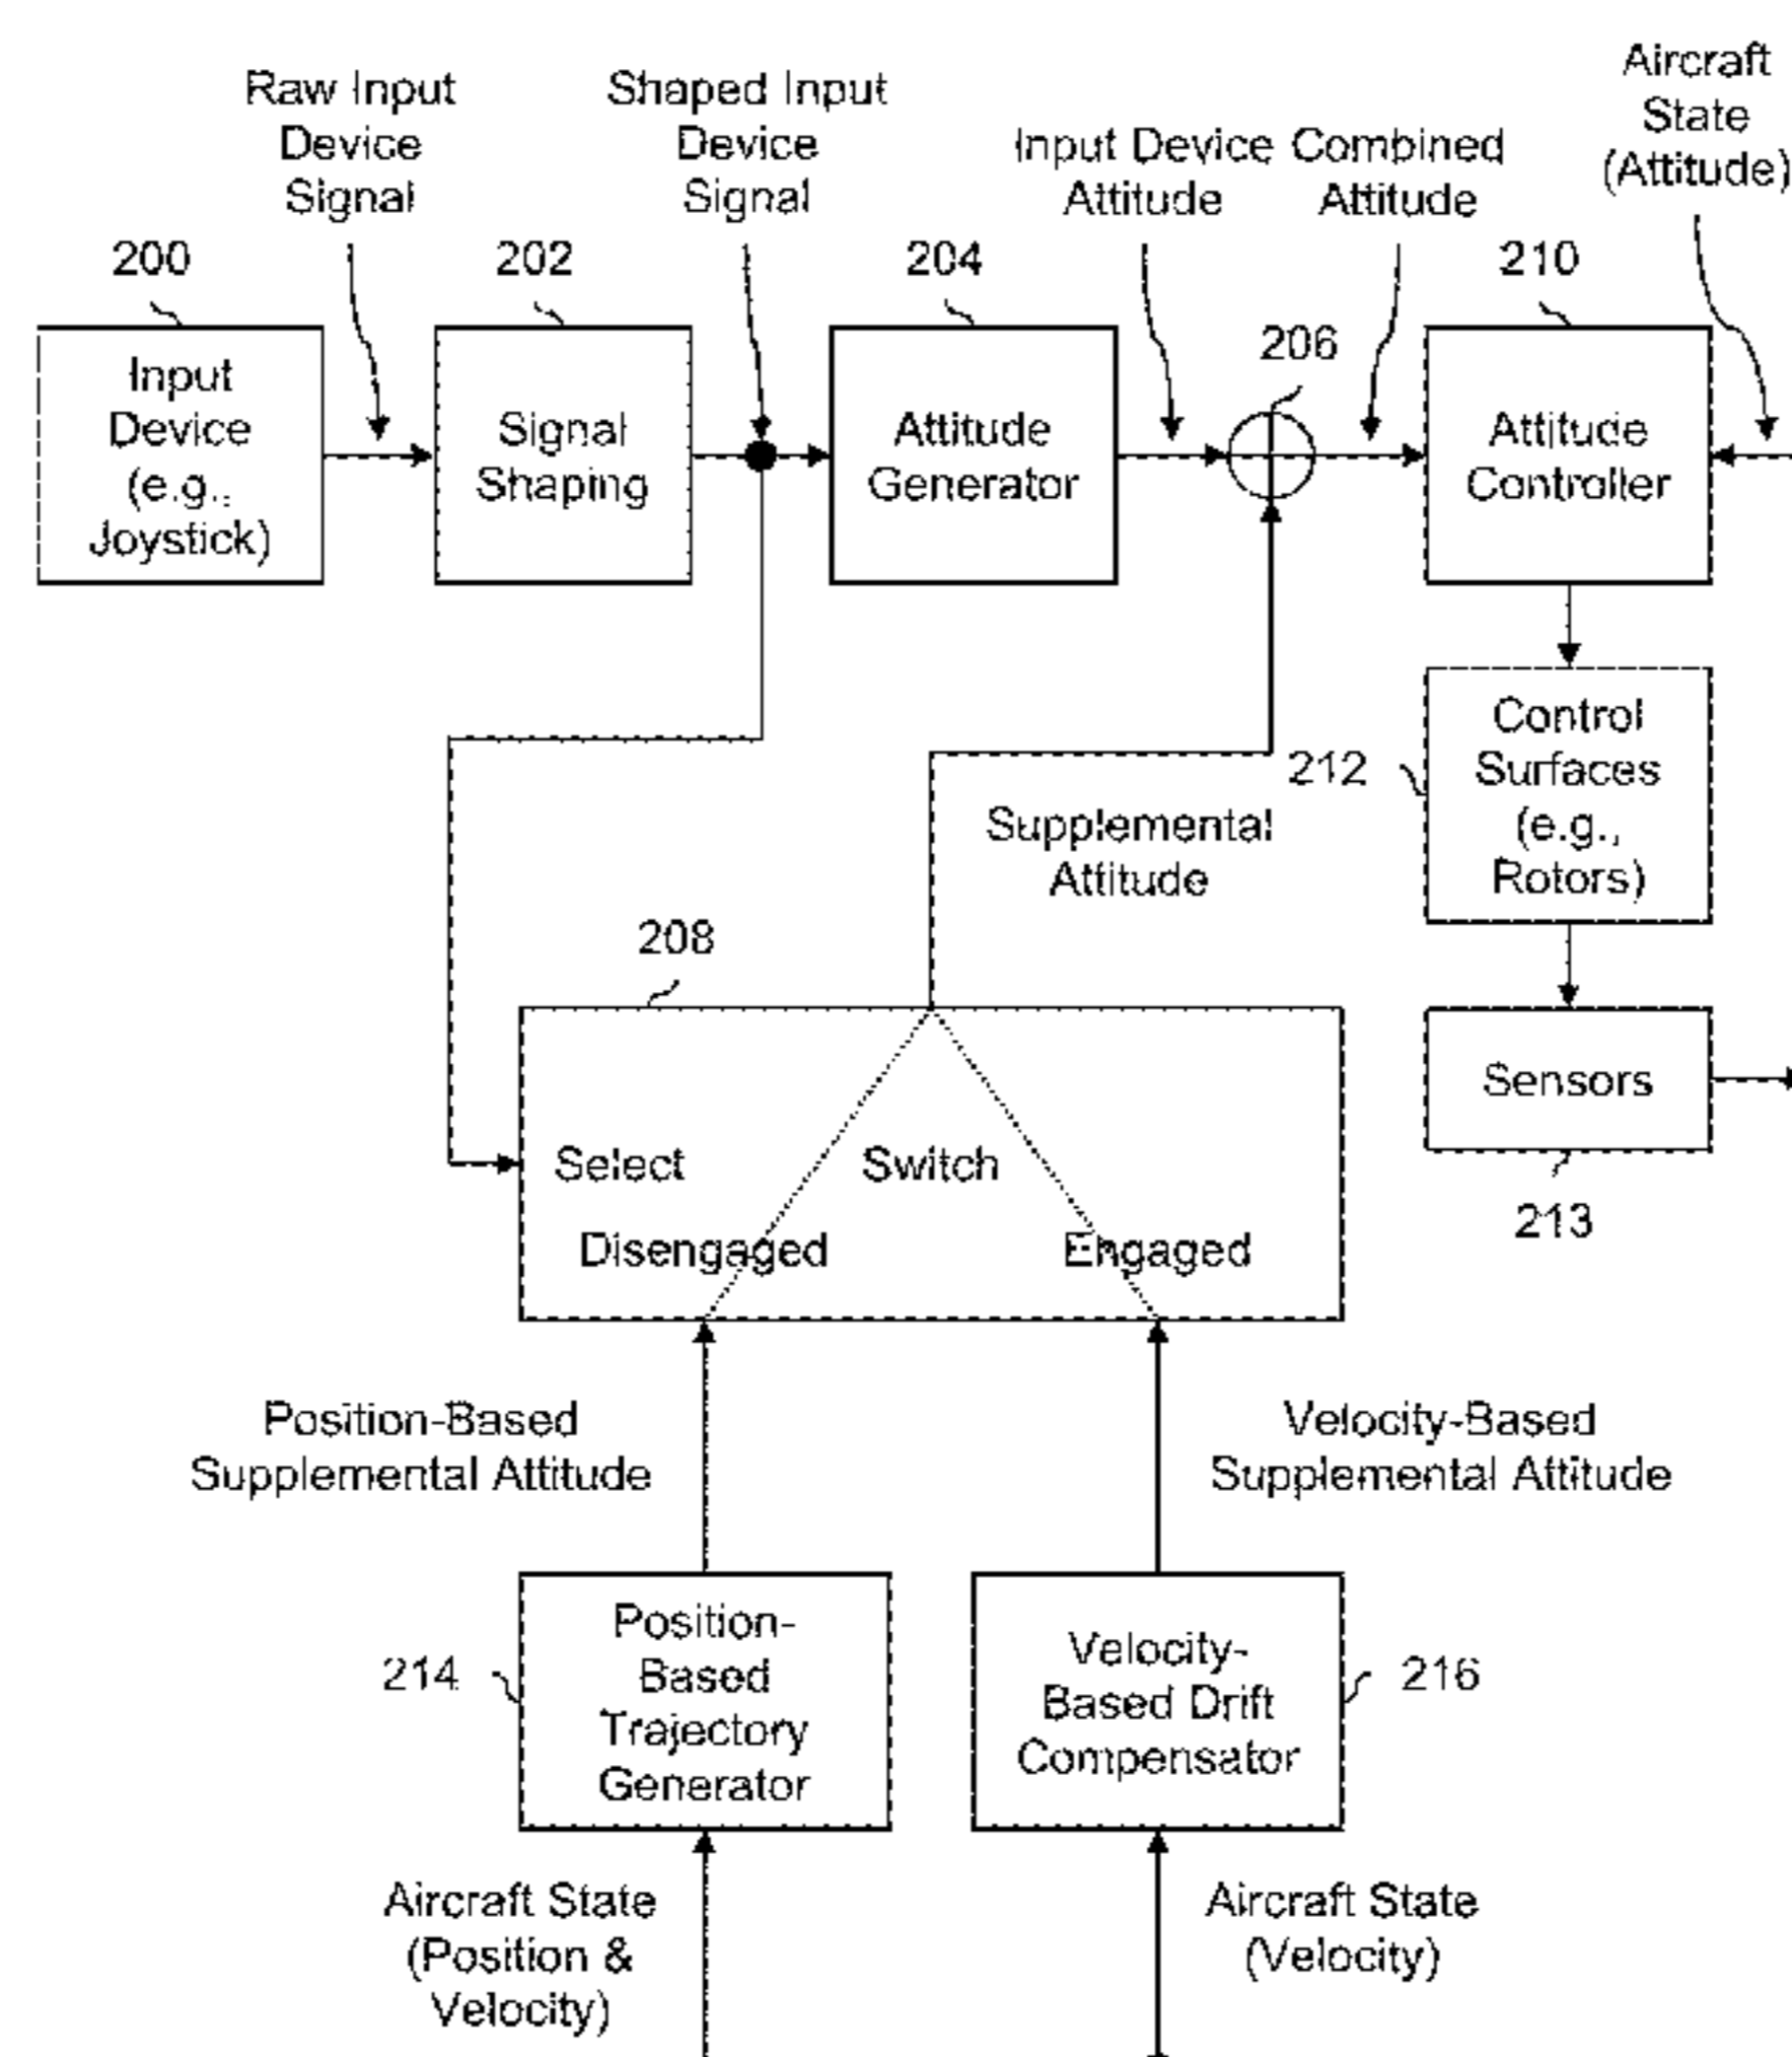 Raw Input
Device
Signal
Shaped Input
Device
Signal
Input Device
Attitude
Combined
Attitude
Aircraft
State
(Attitude)
200
202
204
206
210
Input
Device
(e.g.,
Joystick)
Signal
Shaping
Attitude
Generator
Attitude
Controller
212
Control
Surfaces
(e.g.,
Rotors)
Supplemental
Attitude
208
Select
Switch
Disengaged
Engaged
Sensors
213
Position-Based
Supplemental Attitude
Velocity-Based
Supplemental Attitude
214
Position-
Based
Trajectory
Generator
Velocity-
Based Drift
Compensator
216
Aircraft State
(Position &
Velocity)
Aircraft State
(Velocity)